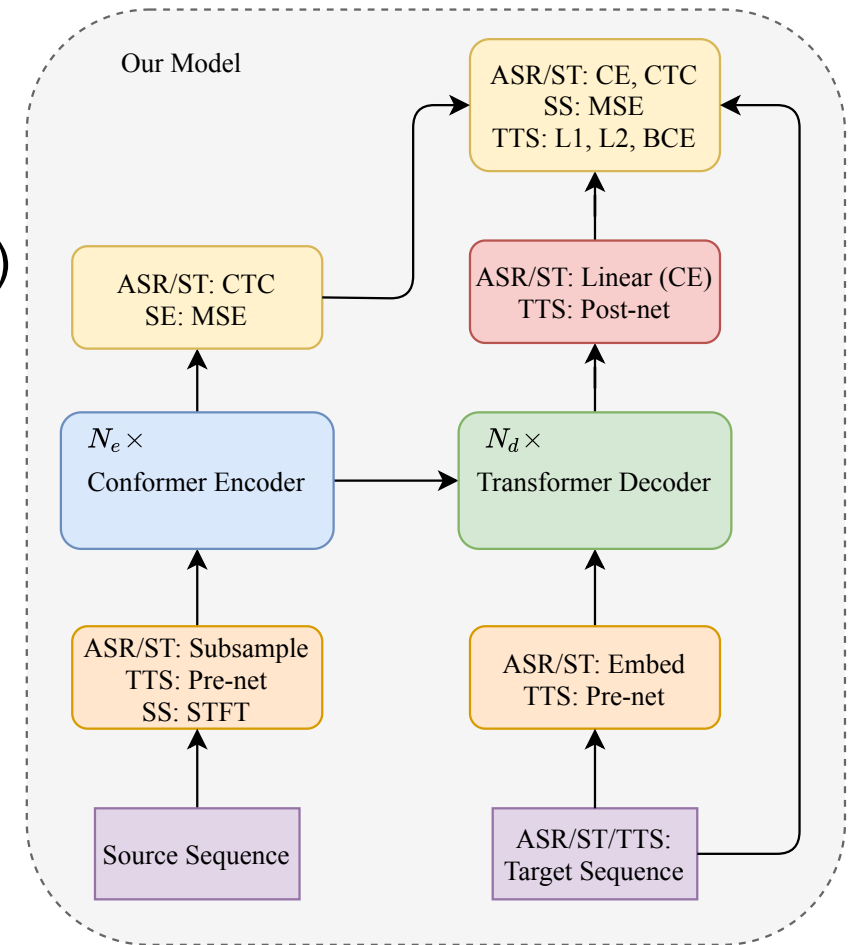 Our Model
ASR/ST: CE, CTC
SS: MSE
TTS: L1, L2, BCE
ASR/ST: CTC
SE: MSE
ASR/ST: Linear (CE)
TTS: Post-net
N_e ×
Conformer Encoder
N_d ×
Transformer Decoder
ASR/ST: Subsample
TTS: Pre-net
SS: STFT
ASR/ST: Embed
TTS: Pre-net
Source Sequence
ASR/ST/TTS:
Target Sequence
)